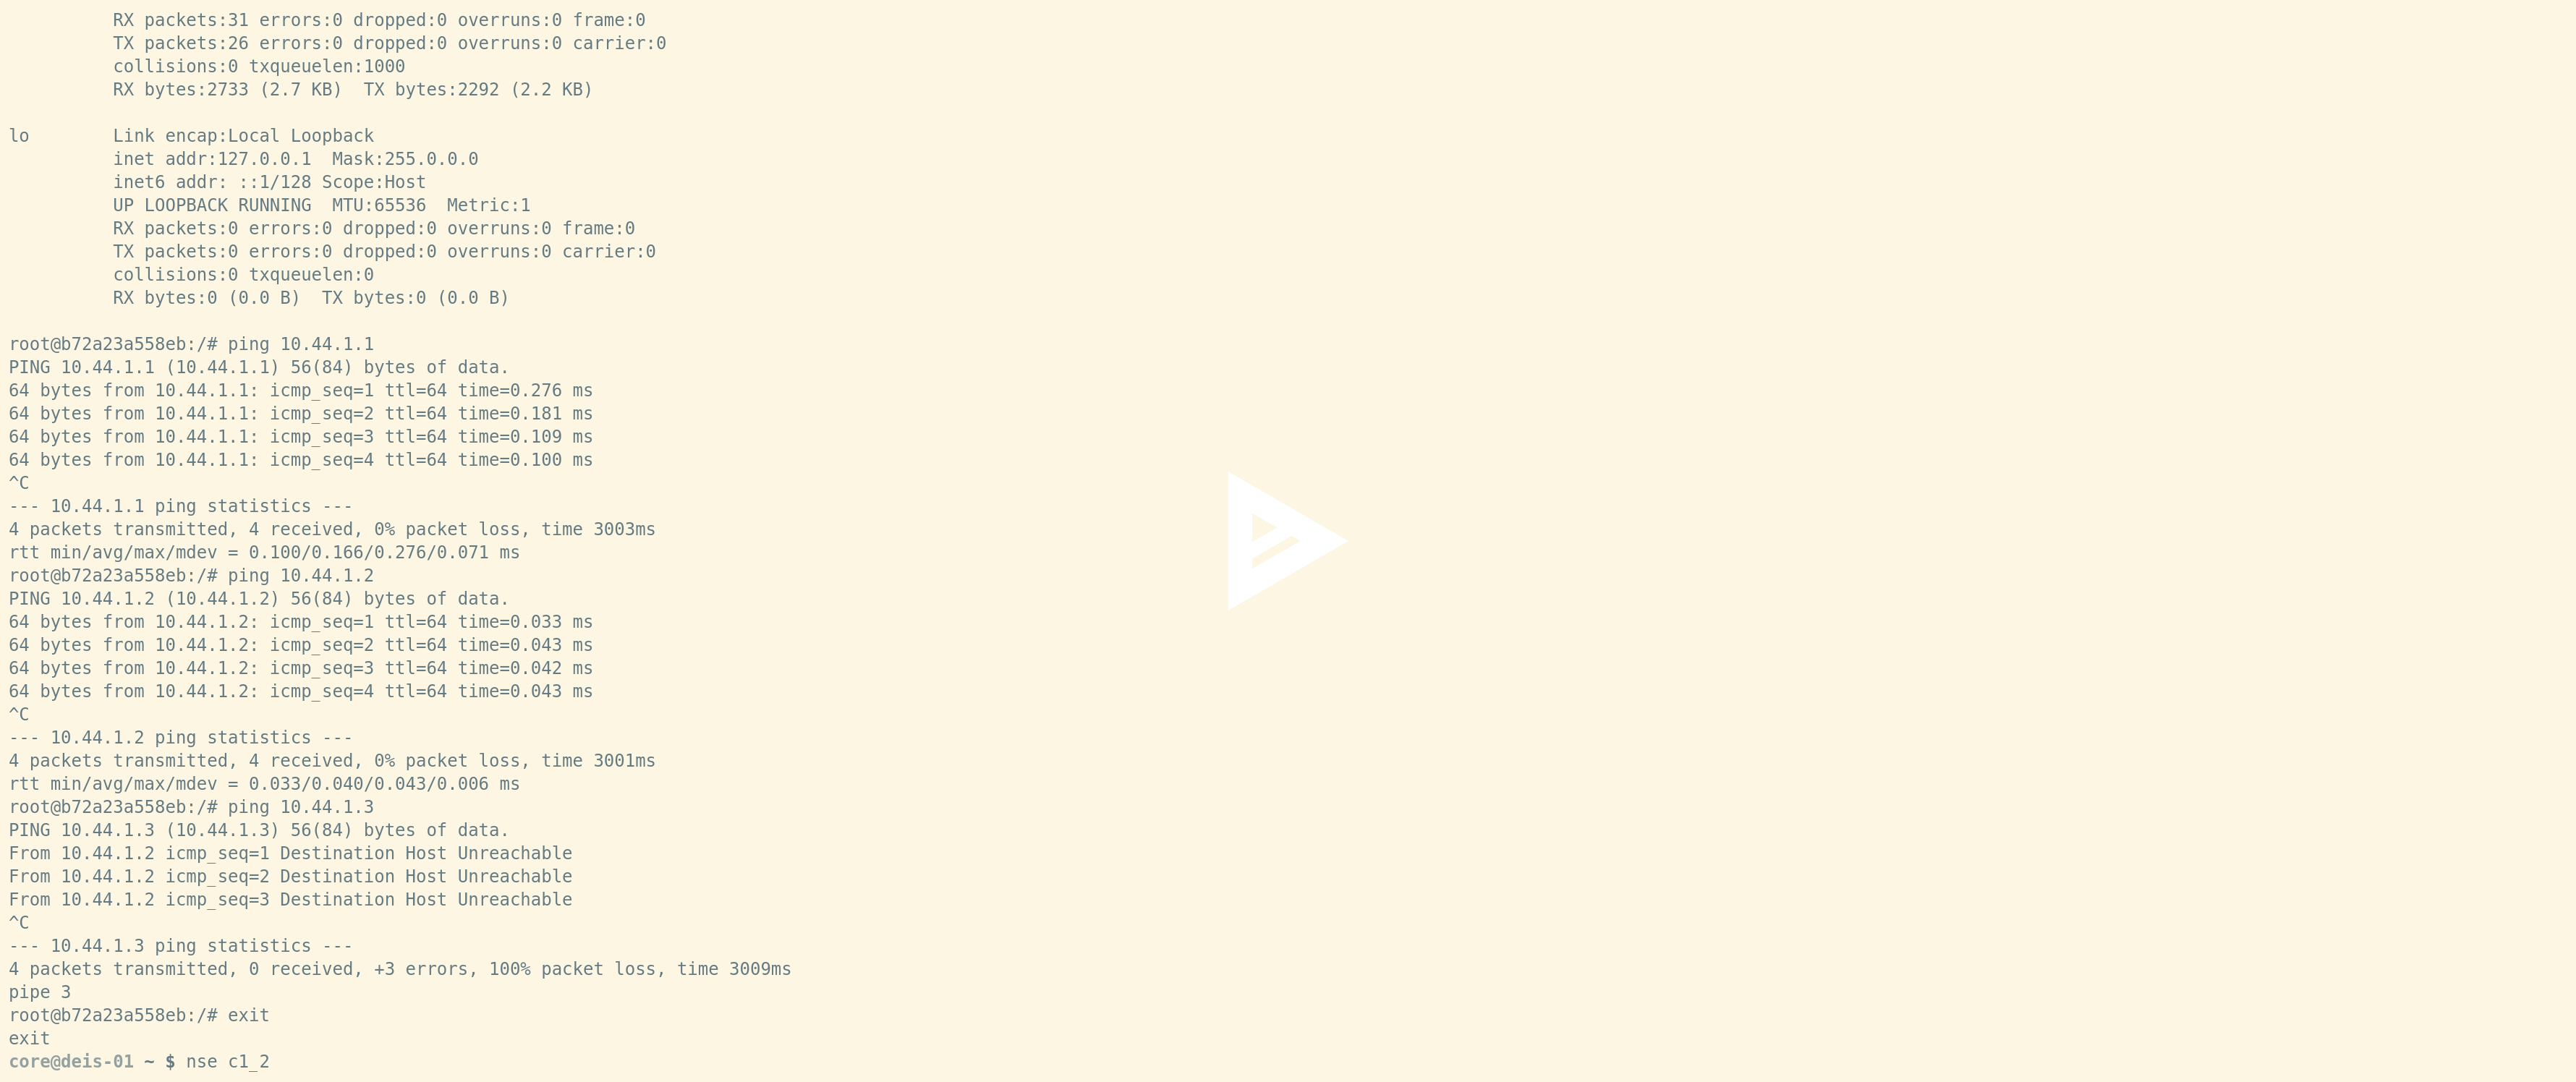 RX packets:31 errors:0 dropped:0 overruns:0 frame:0
TX packets:26 errors:0 dropped:0 overruns:0 carrier:0
collisions:0 txqueuelen:1000
RX bytes:2733 (2.7 KB)  TX bytes:2292 (2.2 KB)
lo        Link encap:Local Loopback
inet addr:127.0.0.1  Mask:255.0.0.0
inet6 addr: ::1/128 Scope:Host
UP LOOPBACK RUNNING  MTU:65536  Metric:1
RX packets:0 errors:0 dropped:0 overruns:0 frame:0
TX packets:0 errors:0 dropped:0 overruns:0 carrier:0
collisions:0 txqueuelen:0
RX bytes:0 (0.0 B)  TX bytes:0 (0.0 B)
root@b72a23a558eb:/# ping 10.44.1.1
PING 10.44.1.1 (10.44.1.1) 56(84) bytes of data.
64 bytes from 10.44.1.1: icmp_seq=1 ttl=64 time=0.276 ms
64 bytes from 10.44.1.1: icmp_seq=2 ttl=64 time=0.181 ms
64 bytes from 10.44.1.1: icmp_seq=3 ttl=64 time=0.109 ms
64 bytes from 10.44.1.1: icmp_seq=4 ttl=64 time=0.100 ms
^C
--- 10.44.1.1 ping statistics ---
4 packets transmitted, 4 received, 0% packet loss, time 3003ms
rtt min/avg/max/mdev = 0.100/0.166/0.276/0.071 ms
root@b72a23a558eb:/# ping 10.44.1.2
PING 10.44.1.2 (10.44.1.2) 56(84) bytes of data.
64 bytes from 10.44.1.2: icmp_seq=1 ttl=64 time=0.033 ms
64 bytes from 10.44.1.2: icmp_seq=2 ttl=64 time=0.043 ms
64 bytes from 10.44.1.2: icmp_seq=3 ttl=64 time=0.042 ms
64 bytes from 10.44.1.2: icmp_seq=4 ttl=64 time=0.043 ms
^C
--- 10.44.1.2 ping statistics ---
4 packets transmitted, 4 received, 0% packet loss, time 3001ms
rtt min/avg/max/mdev = 0.033/0.040/0.043/0.006 ms
root@b72a23a558eb:/# ping 10.44.1.3
PING 10.44.1.3 (10.44.1.3) 56(84) bytes of data.
From 10.44.1.2 icmp_seq=1 Destination Host Unreachable
From 10.44.1.2 icmp_seq=2 Destination Host Unreachable
From 10.44.1.2 icmp_seq=3 Destination Host Unreachable
^C
--- 10.44.1.3 ping statistics ---
4 packets transmitted, 0 received, +3 errors, 100% packet loss, time 3009ms
pipe 3
root@b72a23a558eb:/# exit
exit
core@deis-01 ~ $ nse c1_2